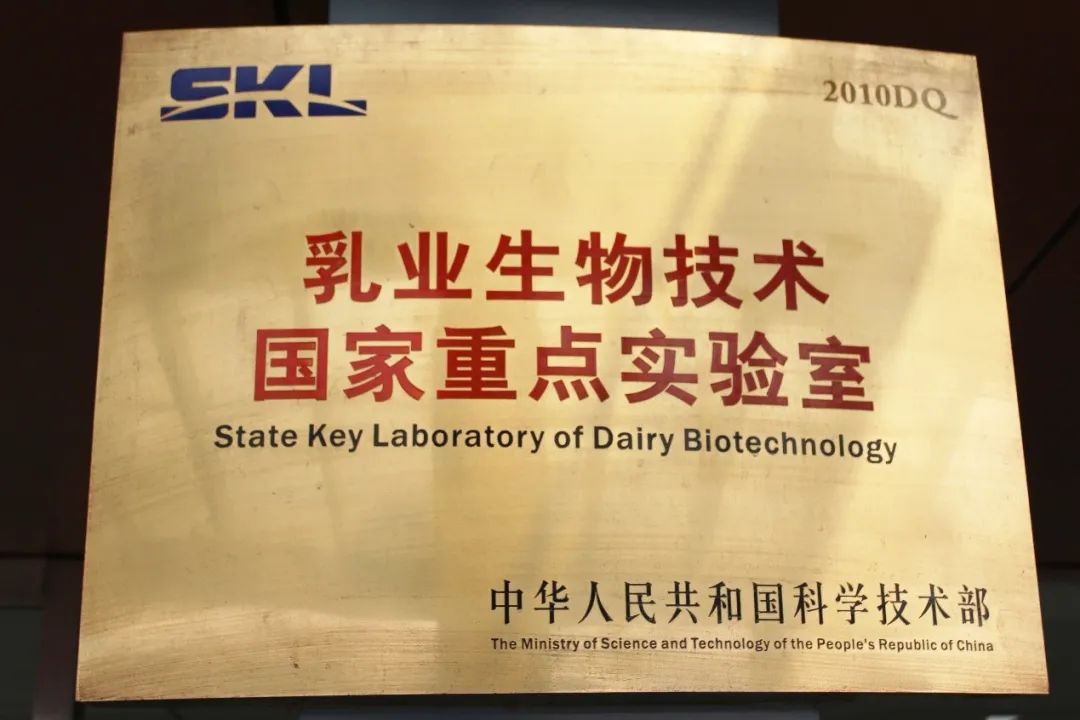 SKL
2010DQ
乳业生物技术
国家重点实验室
State Key Laboratory of Dairy Biotechnology
中华人民共和国科学技术部
The Ministry of Science and Technology of the People's Republic of China